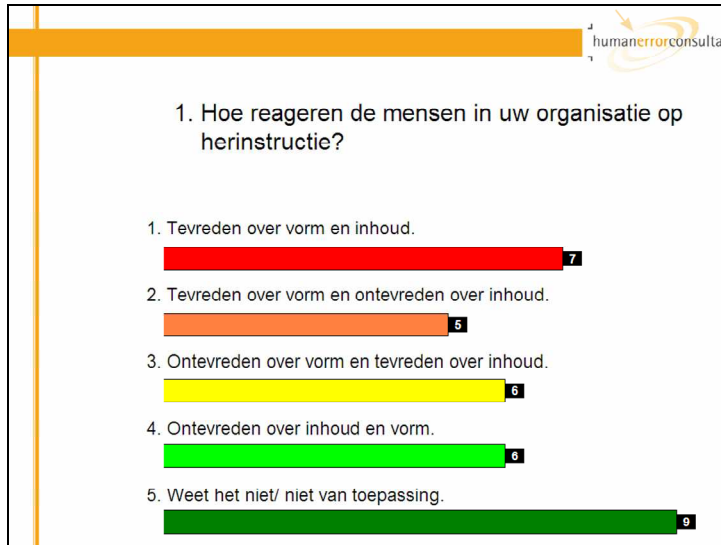 humanerrorconsulta
1. Hoe reageren de mensen in uw organisatie op
herinstructie?
1. Tevreden over vorm en inhoud.
7
2. Tevreden over vorm en ontevreden over inhoud.
5
3. Ontevreden over vorm en tevreden over inhoud.
6
4. Ontevreden over inhoud en vorm.
6
5. Weet het niet/ niet van toepassing.
9